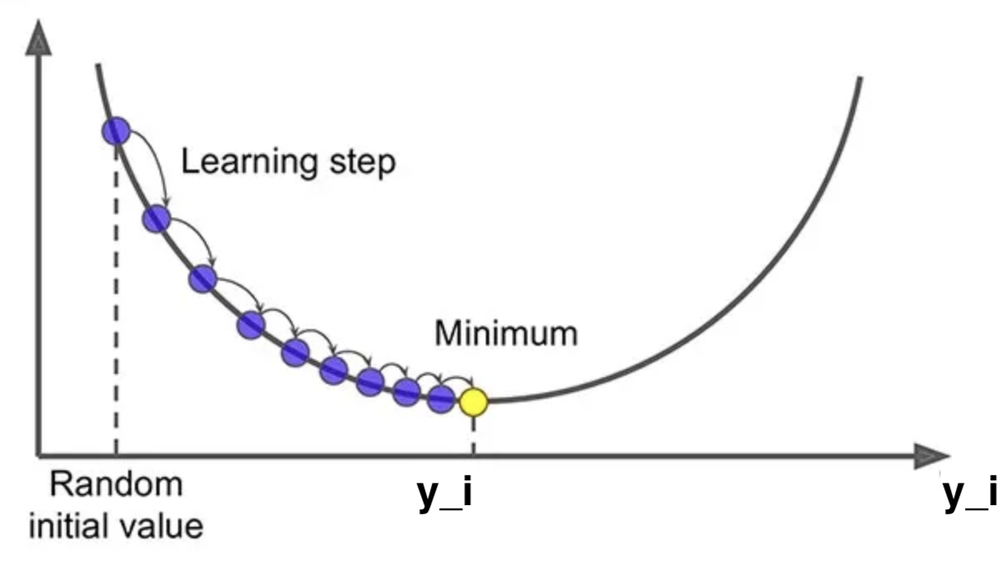 Learning step
Minimum
Random
initial value
y_i
y_i